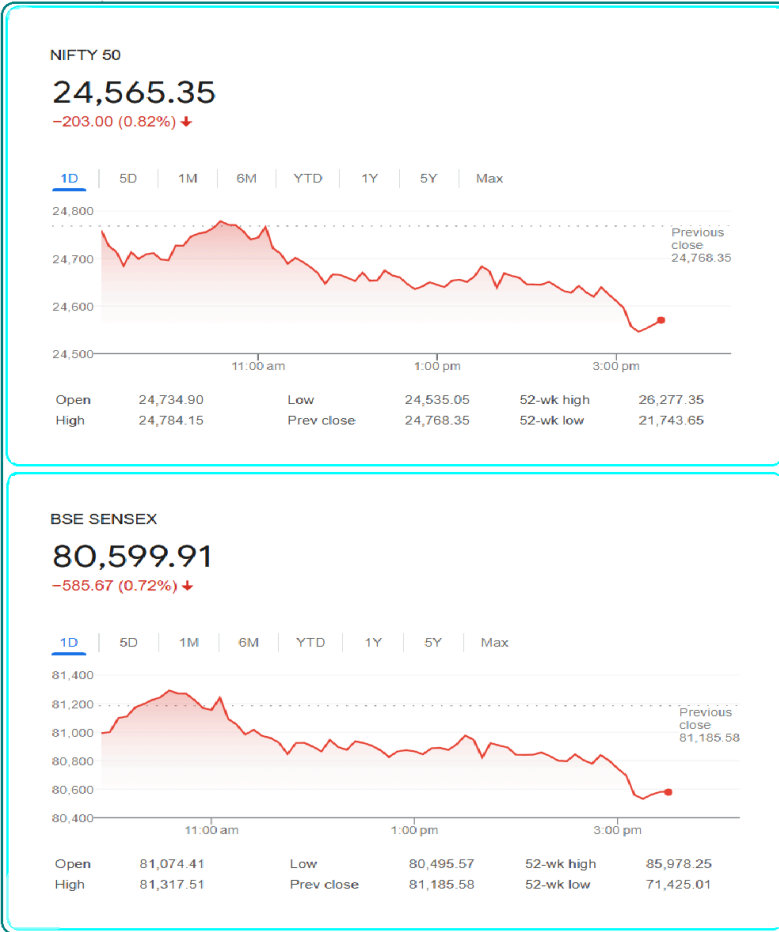 NIFTY 50
24,565.35
−203.00 (0.82%)
1D 5D 1M 6M YTD 1Y 5Y Max
24,800
Previous
close
24,768.35
24,700
24,600
24,500
11:00 am 1:00 pm 3:00 pm
Open 24,734.90 Low 24,535.05 52-wk high 26,277.35
High 24,784.15 Prev close 24,768.35 52-wk low 21,743.65
BSE SENSEX
80,599.91
−585.67 (0.72%)
1D 5D 1M 6M YTD 1Y 5Y Max
81,400
81,200
Previous
close
81,185.58
81,000
80,800
80,600
80,400
11:00 am 1:00 pm 3:00 pm
Open 81,074.41 Low 80,495.57 52-wk high 85,978.25
High 81,317.51 Prev close 81,185.58 52-wk low 71,425.01